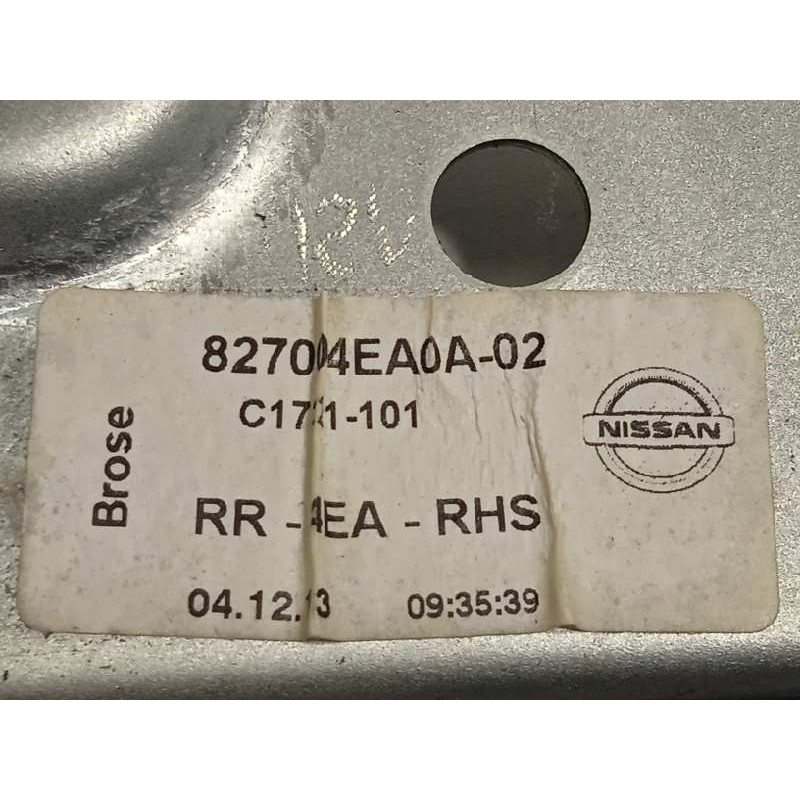 12V
827004EA0A-02
C1721-101
Brose
NISSAN
RR - 4EA - RHS
04.12.13 09:35:39